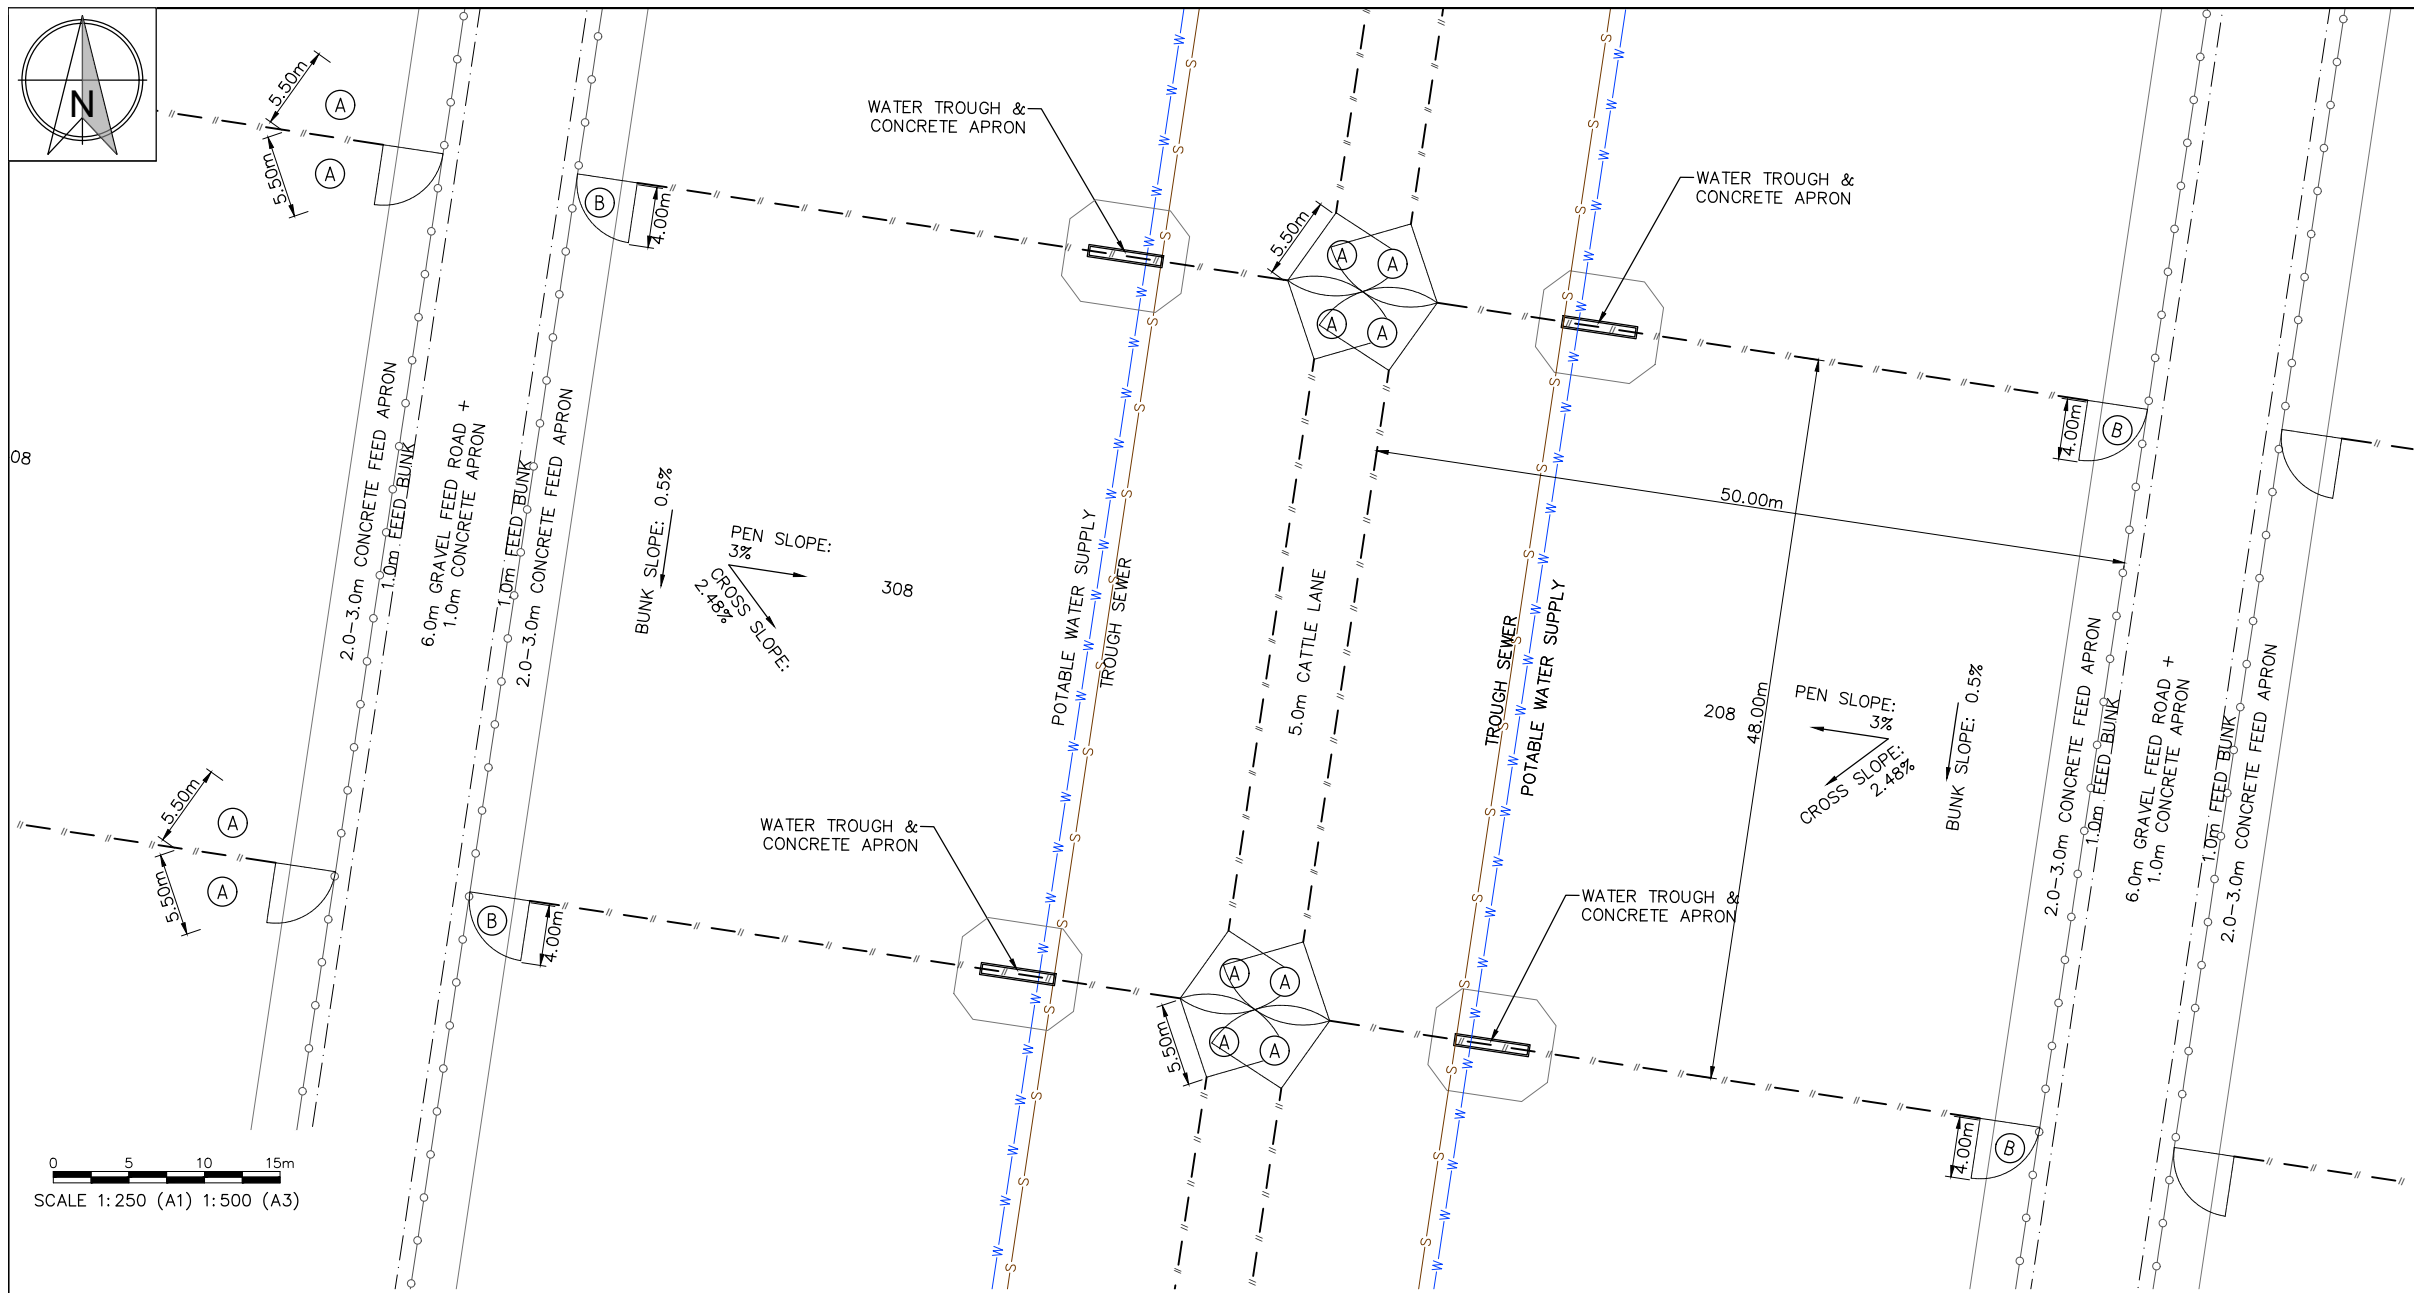 N
5.50m
A
A
5.50m
WATER TROUGH &
CONCRETE APRON
WATER TROUGH &
CONCRETE APRON
B
4.00m
5.50m
A
A
A
A
4.00m
B
08
2.0-3.0m CONCRETE FEED APRON
1.0m FEED BUNK
6.0m GRAVEL FEED ROAD +
1.0m CONCRETE APRON
1.0m FEED BUNK
2.0-3.0m CONCRETE FEED APRON
BUNK SLOPE: 0.5%
PEN SLOPE:
3%
CROSS SLOPE:
2.48%
308
POTABLE WATER SUPPLY
TROUGH SEWER
5.0m CATTLE LANE
50.00m
TROUGH SEWER
POTABLE WATER SUPPLY
208
48.00m
PEN SLOPE:
3%
CROSS SLOPE:
2.48%
BUNK SLOPE: 0.5%
2.0-3.0m CONCRETE FEED APRON
1.0m FEED BUNK
6.0m GRAVEL FEED ROAD +
1.0m CONCRETE APRON
1.0m FEED BUNK
2.0-3.0m CONCRETE FEED APRON
5.50m
A
A
5.50m
WATER TROUGH &
CONCRETE APRON
WATER TROUGH &
CONCRETE APRON
B
4.00m
A
A
A
A
5.50m
4.00m
B
0 5 10 15m
SCALE 1:250 (A1) 1:500 (A3)